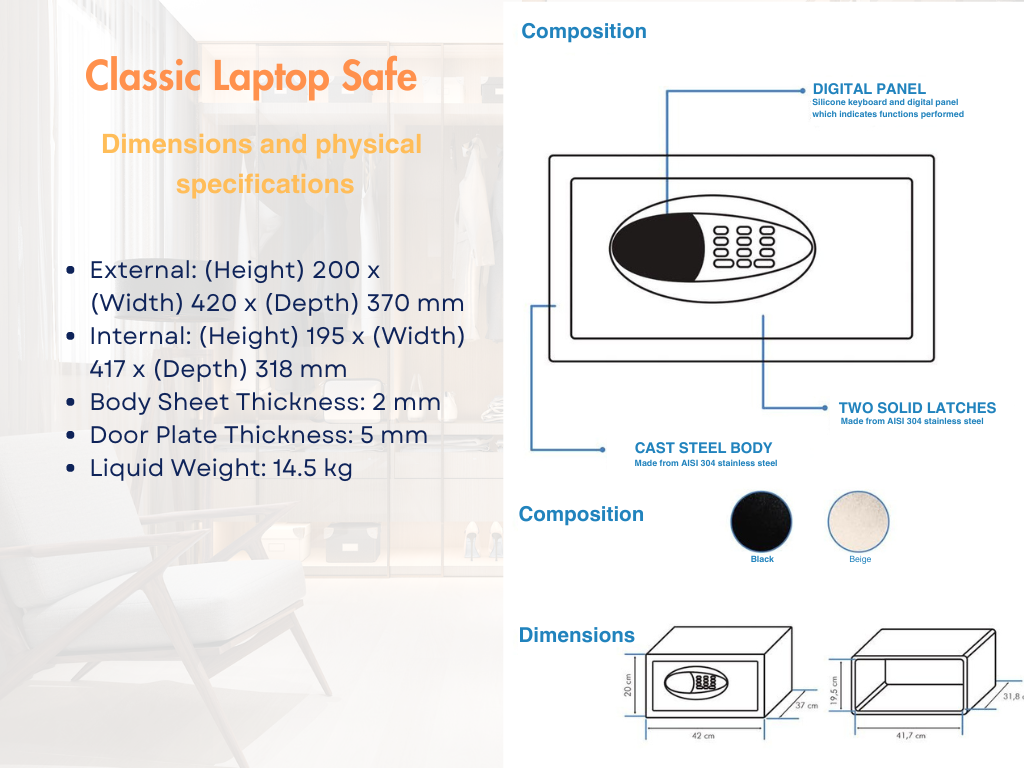 Classic Laptop Safe
Dimensions and physical
specifications
• External: (Height) 200 x
(Width) 420 x (Depth) 370 mm
• Internal: (Height) 195 x (Width)
417 x (Depth) 318 mm
• Body Sheet Thickness: 2 mm
• Door Plate Thickness: 5 mm
• Liquid Weight: 14.5 kg
Composition
DIGITAL PANEL
Silicone keyboard and digital panel
which indicates functions performed
TWO SOLID LATCHES
Made from AISI 304 stainless steel
CAST STEEL BODY
Made from AISI 304 stainless steel
Composition
Black
Beige
Dimensions
20 cm
37 cm
42 cm
19,5 cm
31,8 c
41,7 cm